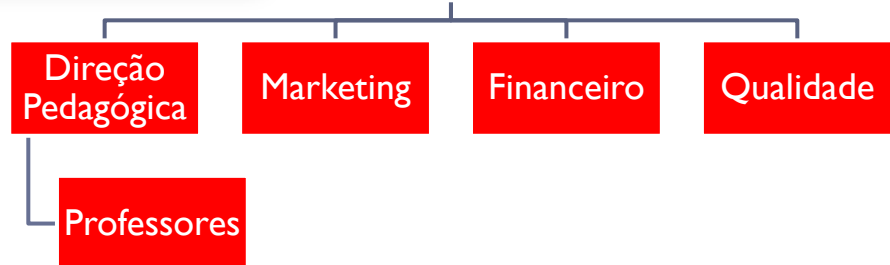 Direção
Pedagógica
Marketing
Financeiro
Qualidade
Professores